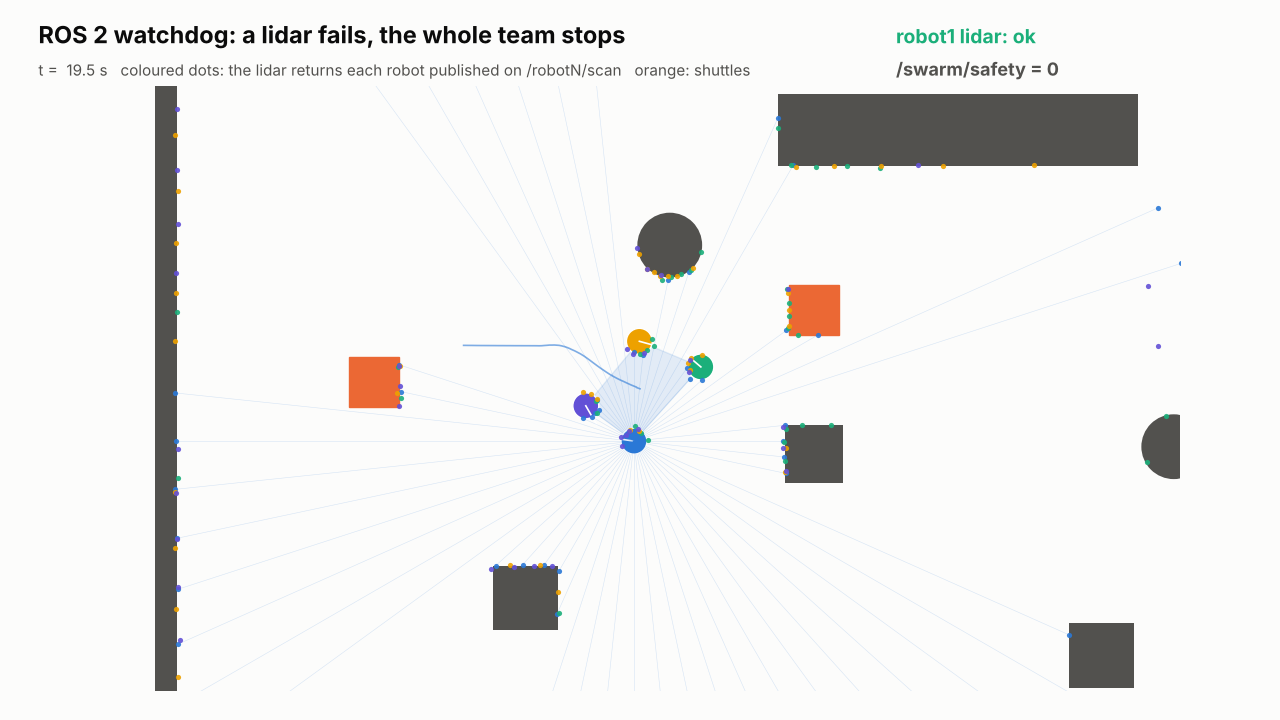 ROS 2 watchdog: a lidar fails, the whole team stops
robot1 lidar: ok
t =  19.5 s   coloured dots: the lidar returns each robot published on /robotN/scan   orange: shuttles
/swarm/safety = 0